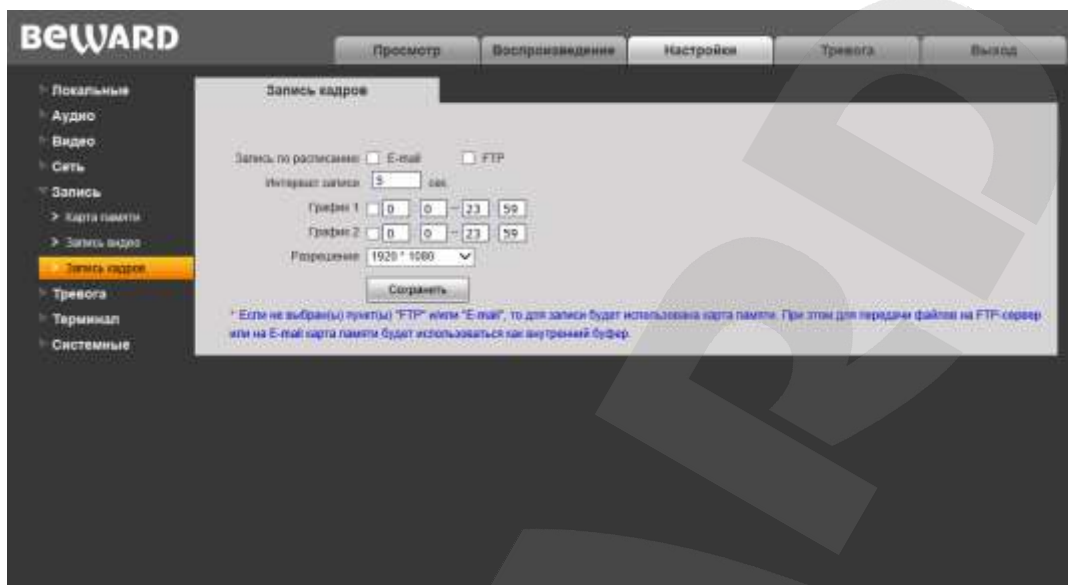 BEWARD
Просмотр Воспроизведение Настройки Тревога Выход
Локальные
Аудио
Видео
Сеть
Запись
> Карта памяти
> Запись видео
> Запись кадров
Тревога
Терминал
Системные
Запись кадров
Запись по расписанию E-mail FTP
Интервал записи 5 сек.
График 1 0 0 – 23 59
График 2 0 0 – 23 59
Разрешение 1920 * 1080
Сохранить
* Если не выбран(ы) пункт(ы) "FTP" и/или "E-mail", то для записи будет использована карта памяти. При этом для передачи файлов на FTP-сервер
или на E-mail карта памяти будет использоваться как внутренний буфер.